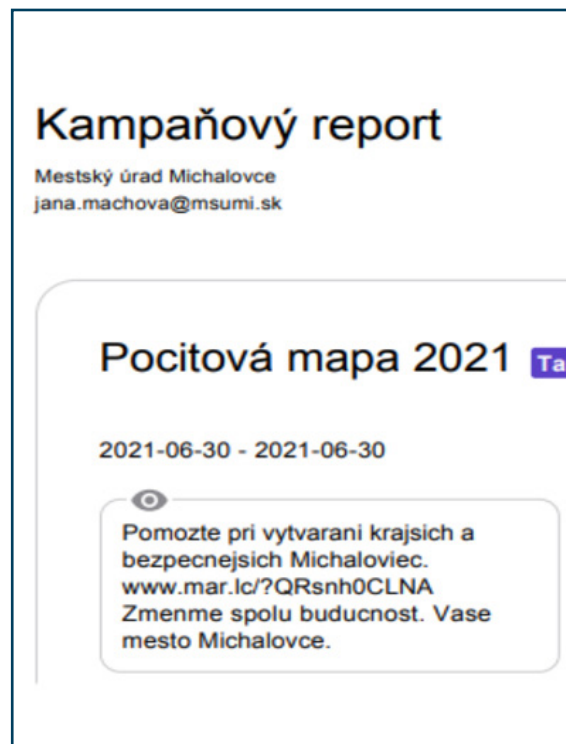 Kampaňový report
Mestský úrad Michalovce
jana.machova@msumi.sk
Pocitová mapa 2021 Ta
2021-06-30 - 2021-06-30
Pomozte pri vytvarani krajsich a
bezpecnejsich Michaloviec.
www.mar.lc/?QRsnh0CLNA
Zmenme spolu buducnost. Vase
mesto Michalovce.